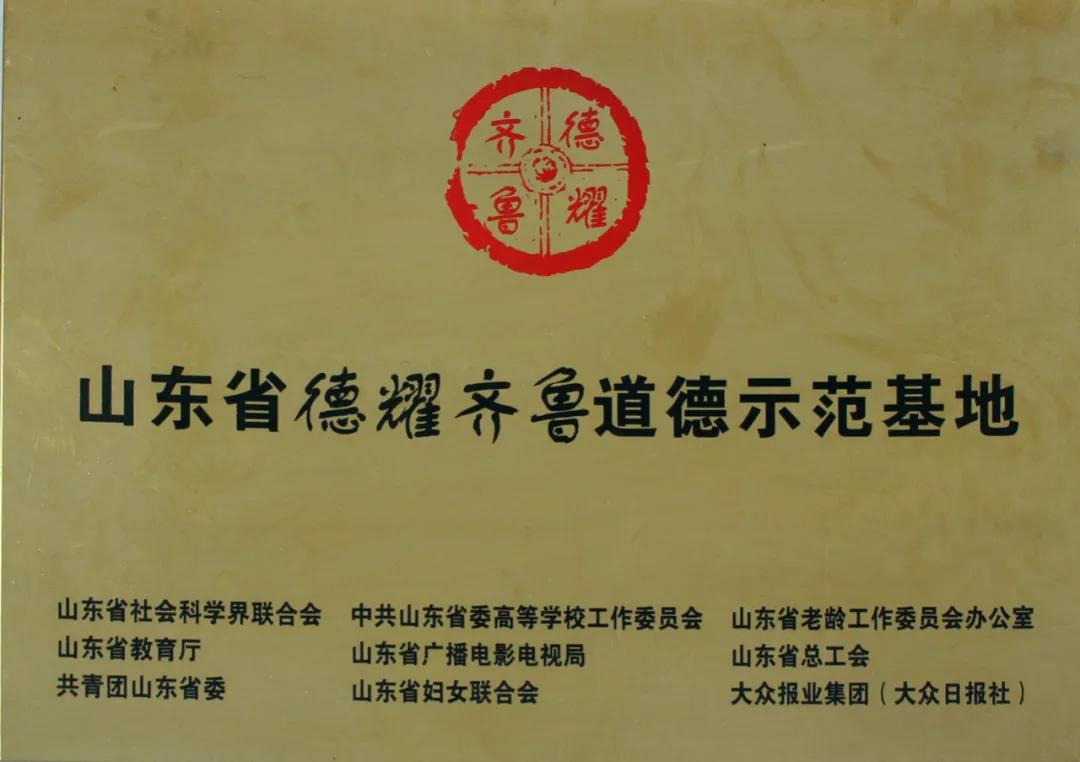 德耀齐鲁
山东省德耀齐鲁道德示范基地
山东省社会科学界联合会 中共山东省委高等学校工作委员会 山东省老龄工作委员会办公室
山东省教育厅 山东省广播电影电视局 山东省总工会
共青团山东省委 山东省妇女联合会 大众报业集团（大众日报社）